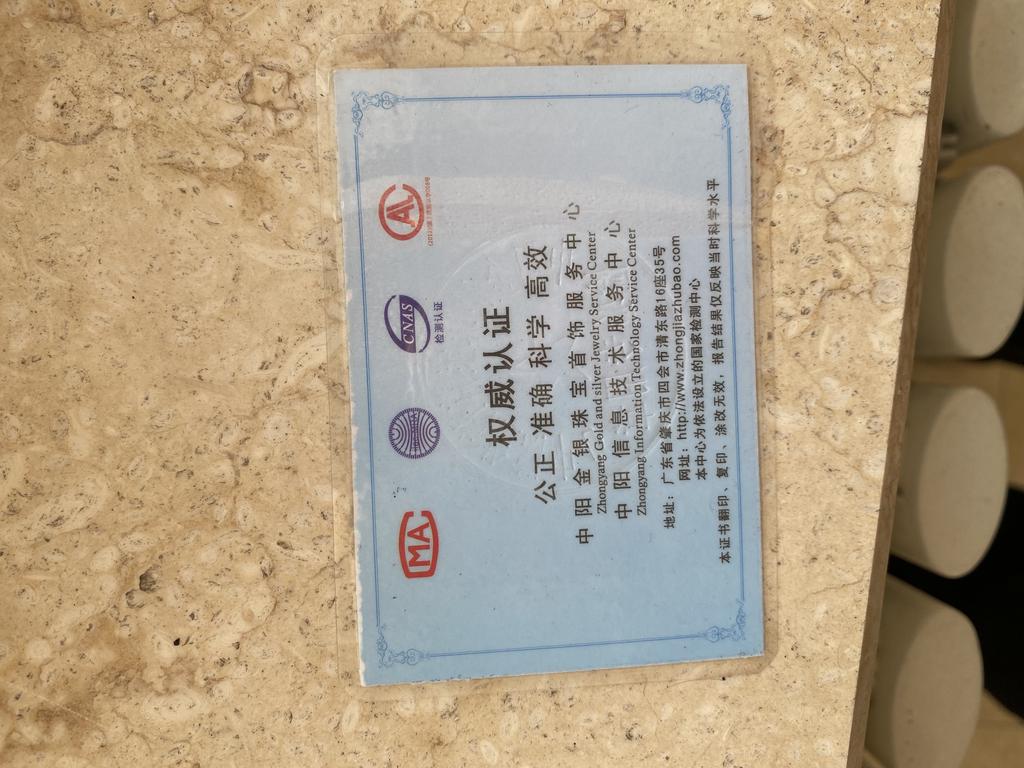 MA
CNAS
检测认证
AL
权威认证
公正 准确 科学 高效
中阳金银珠宝首饰服务中心
Zhongyang Gold and silver Jewelry Service Center
中阳信息技术服务中心
Zhongyang Information Technology Service Center
地址：广东省肇庆市四会市清东路16座35号
网址：http://www.zhongjiazhubao.com
本中心为依法设立的国家检测中心
本证书翻印、复印、涂改无效，报告结果仅反映当时科学水平